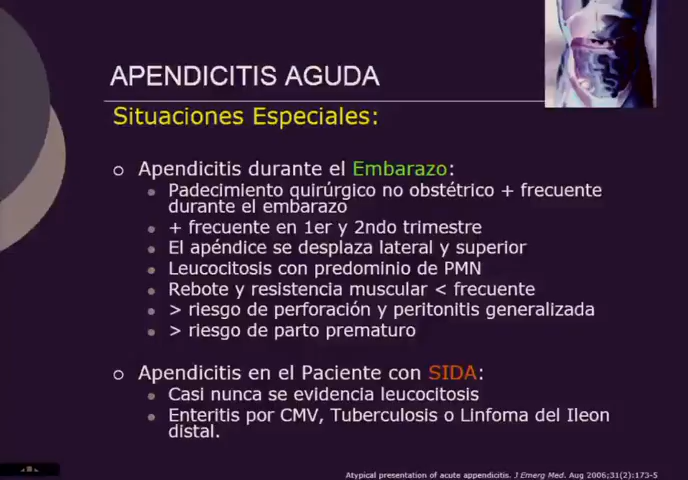 APENDICITIS AGUDA
Situaciones Especiales:
Apendicitis durante el Embarazo:
Padecimiento quirúrgico no obstétrico + frecuente
durante el embarazo
+ frecuente en 1er y 2ndo trimestre
El apéndice se desplaza lateral y superior
Leucocitosis con predominio de PMN
Rebote y resistencia muscular < frecuente
> riesgo de perforación y peritonitis generalizada
> riesgo de parto prematuro
Apendicitis en el Paciente con SIDA:
Casi nunca se evidencia leucocitosis
Enteritis por CMV, Tuberculosis o Linfoma del Ileon
distal.
Atypical presentation of acute appendicitis. J Emerg Med. Aug 2006;31(2):173-5